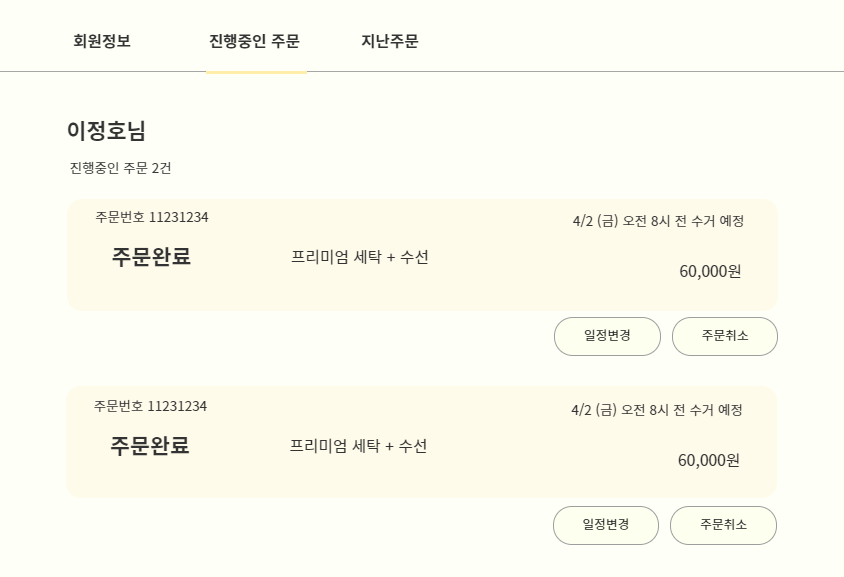 회원정보 진행중인 주문 지난주문
이정호님
진행중인 주문 2건
주문번호 11231234 4/2 (금) 오전 8시 전 수거 예정
주문완료 프리미엄 세탁 + 수선
60,000원
일정변경 주문취소
주문번호 11231234 4/2 (금) 오전 8시 전 수거 예정
주문완료 프리미엄 세탁 + 수선
60,000원
일정변경 주문취소